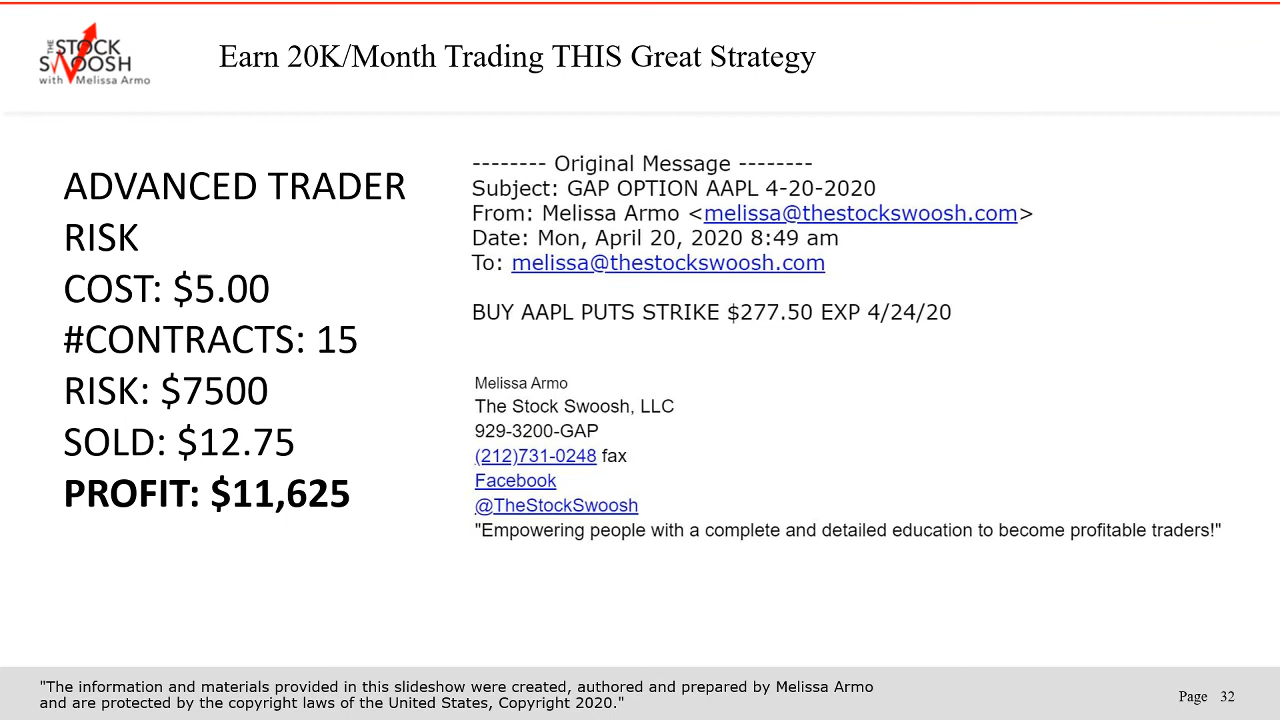 THE
STOCK
SWOOSH
with Melissa Armo
Earn 20K/Month Trading THIS Great Strategy
ADVANCED TRADER
RISK
COST: $5.00
#CONTRACTS: 15
RISK: $7500
SOLD: $12.75
PROFIT: $11,625
-------- Original Message --------
Subject: GAP OPTION AAPL 4-20-2020
From: Melissa Armo <melissa@thestockswoosh.com>
Date: Mon, April 20, 2020 8:49 am
To: melissa@thestockswoosh.com
BUY AAPL PUTS STRIKE $277.50 EXP 4/24/20
Melissa Armo
The Stock Swoosh, LLC
929-3200-GAP
(212)731-0248 fax
Facebook
@TheStockSwoosh
"Empowering people with a complete and detailed education to become profitable traders!"
"The information and materials provided in this slideshow were created, authored and prepared by Melissa Armo
and are protected by the copyright laws of the United States, Copyright 2020."
Page 32